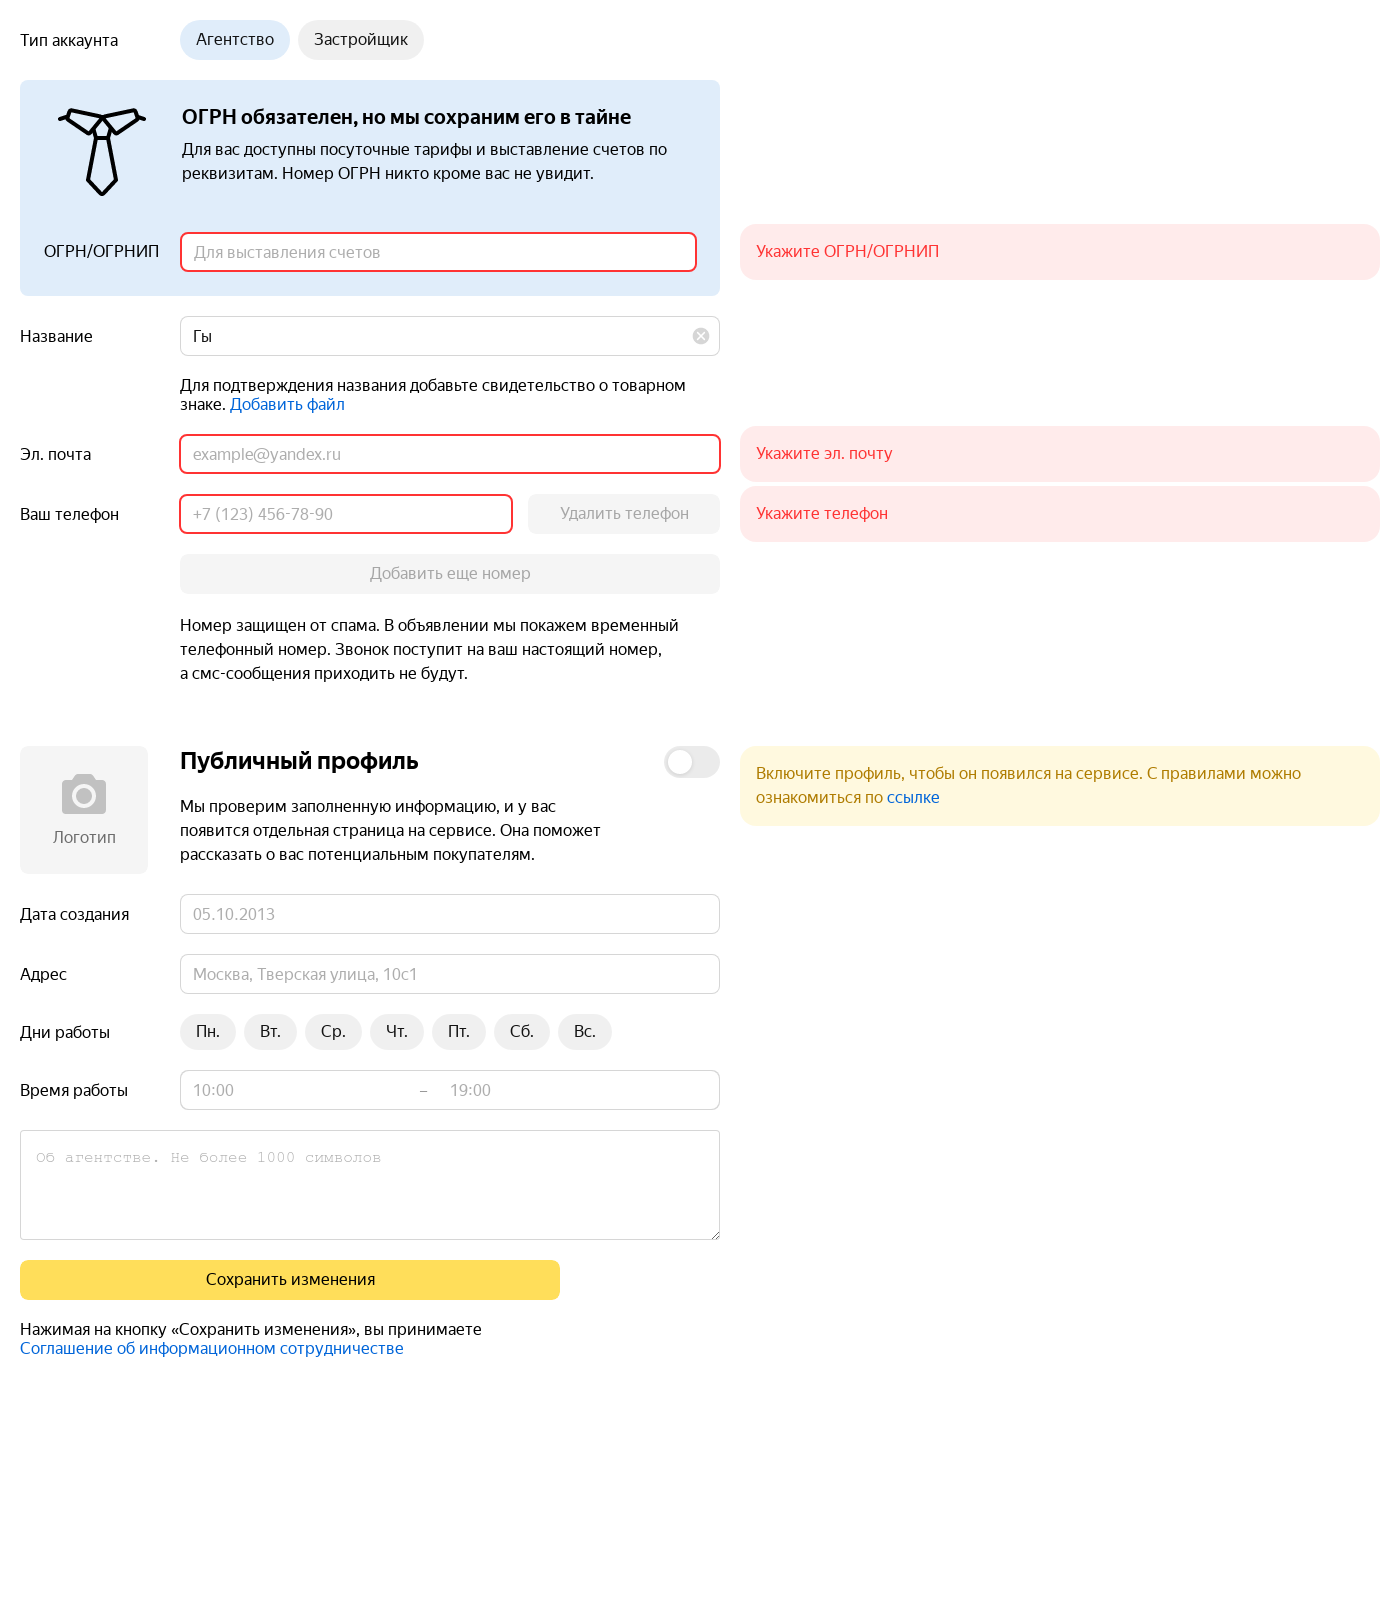 Тип аккаунта
Агентство
Застройщик
ОГРН обязателен, но мы сохраним его в тайне
Для вас доступны посуточные тарифы и выставление счетов по
реквизитам. Номер ОГРН никто кроме вас не увидит.
ОГРН/ОГРНИП
Для выставления счетов
Укажите ОГРН/ОГРНИП
Название
Гы
Для подтверждения названия добавьте свидетельство о товарном
знаке. Добавить файл
Эл. почта
example@yandex.ru
Укажите эл. почту
Ваш телефон
+7 (123) 456-78-90
Удалить телефон
Укажите телефон
Добавить еще номер
Номер защищен от спама. В объявлении мы покажем временный
телефонный номер. Звонок поступит на ваш настоящий номер,
а смс-сообщения приходить не будут.
Логотип
Публичный профиль
Мы проверим заполненную информацию, и у вас
появится отдельная страница на сервисе. Она поможет
рассказать о вас потенциальным покупателям.
Включите профиль, чтобы он появился на сервисе. С правилами можно
ознакомиться по ссылке
Дата создания
05.10.2013
Адрес
Москва, Тверская улица, 10с1
Дни работы
Пн.
Вт.
Ср.
Чт.
Пт.
Сб.
Вс.
Время работы
10:00
–
19:00
Об агентстве. Не более 1000 символов
Сохранить изменения
Нажимая на кнопку «Сохранить изменения», вы принимаете
Соглашение об информационном сотрудничестве